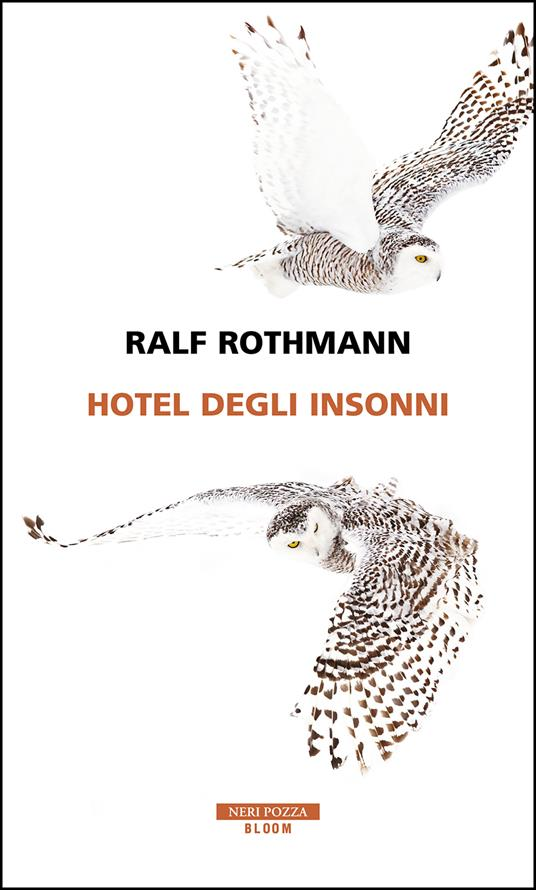 RALF ROTHMANN
HOTEL DEGLI INSONNI
NERI POZZA
BLOOM